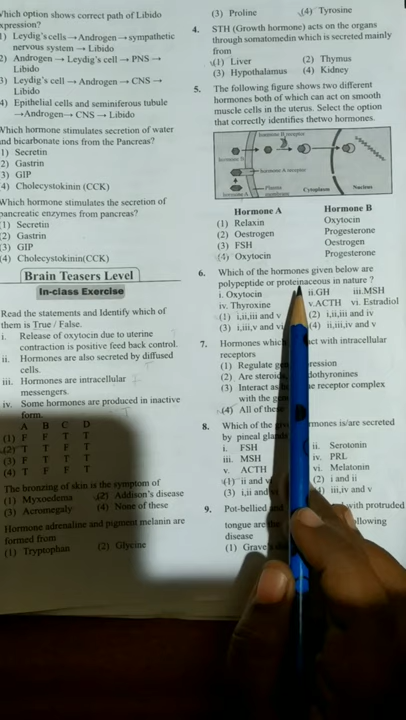 Which option shows correct path of Libido
expression?
1) Leydig's cells→Androgen→sympathetic
nervous system → Libido
2) Androgen → Leydig's cell → PNS →
Libido
3) Leydig's cell → Androgen → CNS →
Libido
4) Epithelial cells and seminiferous tubule
→Androgen→ CNS → Libido
Which hormone stimulates secretion of water
and bicarbonate ions from the Pancreas?
1) Secretin
2) Gastrin
3) GIP
4) Cholecystokinin (CCK)
Which hormone stimulates the secretion of
pancreatic enzymes from pancreas?
1) Secretin
2) Gastrin
3) GIP
4) Cholecystokinin(CCK)
Brain Teasers Level
In-class Exercise
Read the statements and Identify which of
them is True / False.
i. Release of oxytocin due to uterine
contraction is positive feed back control.
ii. Hormones are also secreted by diffused
cells.
iii. Hormones are intracellular
messengers.
iv. Some hormones are produced in inactive
form.
A B C D
(1) F F T T
(2) T T F T
(3) F T T T
(4) T F F T
The bronzing of skin is the symptom of
(1) Myxoedema (2) Addison's disease
(3) Acromegaly (4) None of these
Hormone adrenaline and pigment melanin are
formed from
(1) Tryptophan (2) Glycine
(3) Proline (4) Tyrosine
4. STH (Growth hormone) acts on the organs
through somatomedin which is secreted mainly
from
(1) Liver (2) Thymus
(3) Hypothalamus (4) Kidney
5. The following figure shows two different
hormones both of which can act on smooth
muscle cells in the uterus. Select the option
that correctly identifies thetwo hormones.
hormone B receptor
hormone B
hormone A receptor
hormone A
Plasma
membrane
Cytoplasm
Nucleus
Hormone A Hormone B
(1) Relaxin Oxytocin
(2) Oestrogen Progesterone
(3) FSH Oestrogen
(4) Oxytocin Progesterone
6. Which of the hormones given below are
polypeptide or proteinaceous in nature ?
i. Oxytocin ii.GH iii.MSH
iv. Thyroxine v.ACTH vi. Estradiol
(1) i,ii,iii and v (2) i,ii,iii and iv
(3) i,iii,v and vi (4) ii,iii,iv and v
7. Hormones which act with intracellular
receptors
(1) Regulate
(2) Are
(3) Interact receptor complex
with the
(4) All of these
8. Which of the hormones is/are secreted
by pineal gland
i. FSH ii. Serotonin
iii. MSH iv. PRL
v. ACTH vi. Melatonin
(1) ii and (2) i and ii
(3) i,ii and iii,iv and v
9. Pot-bellied with protruded
tongue are following
disease
(1)